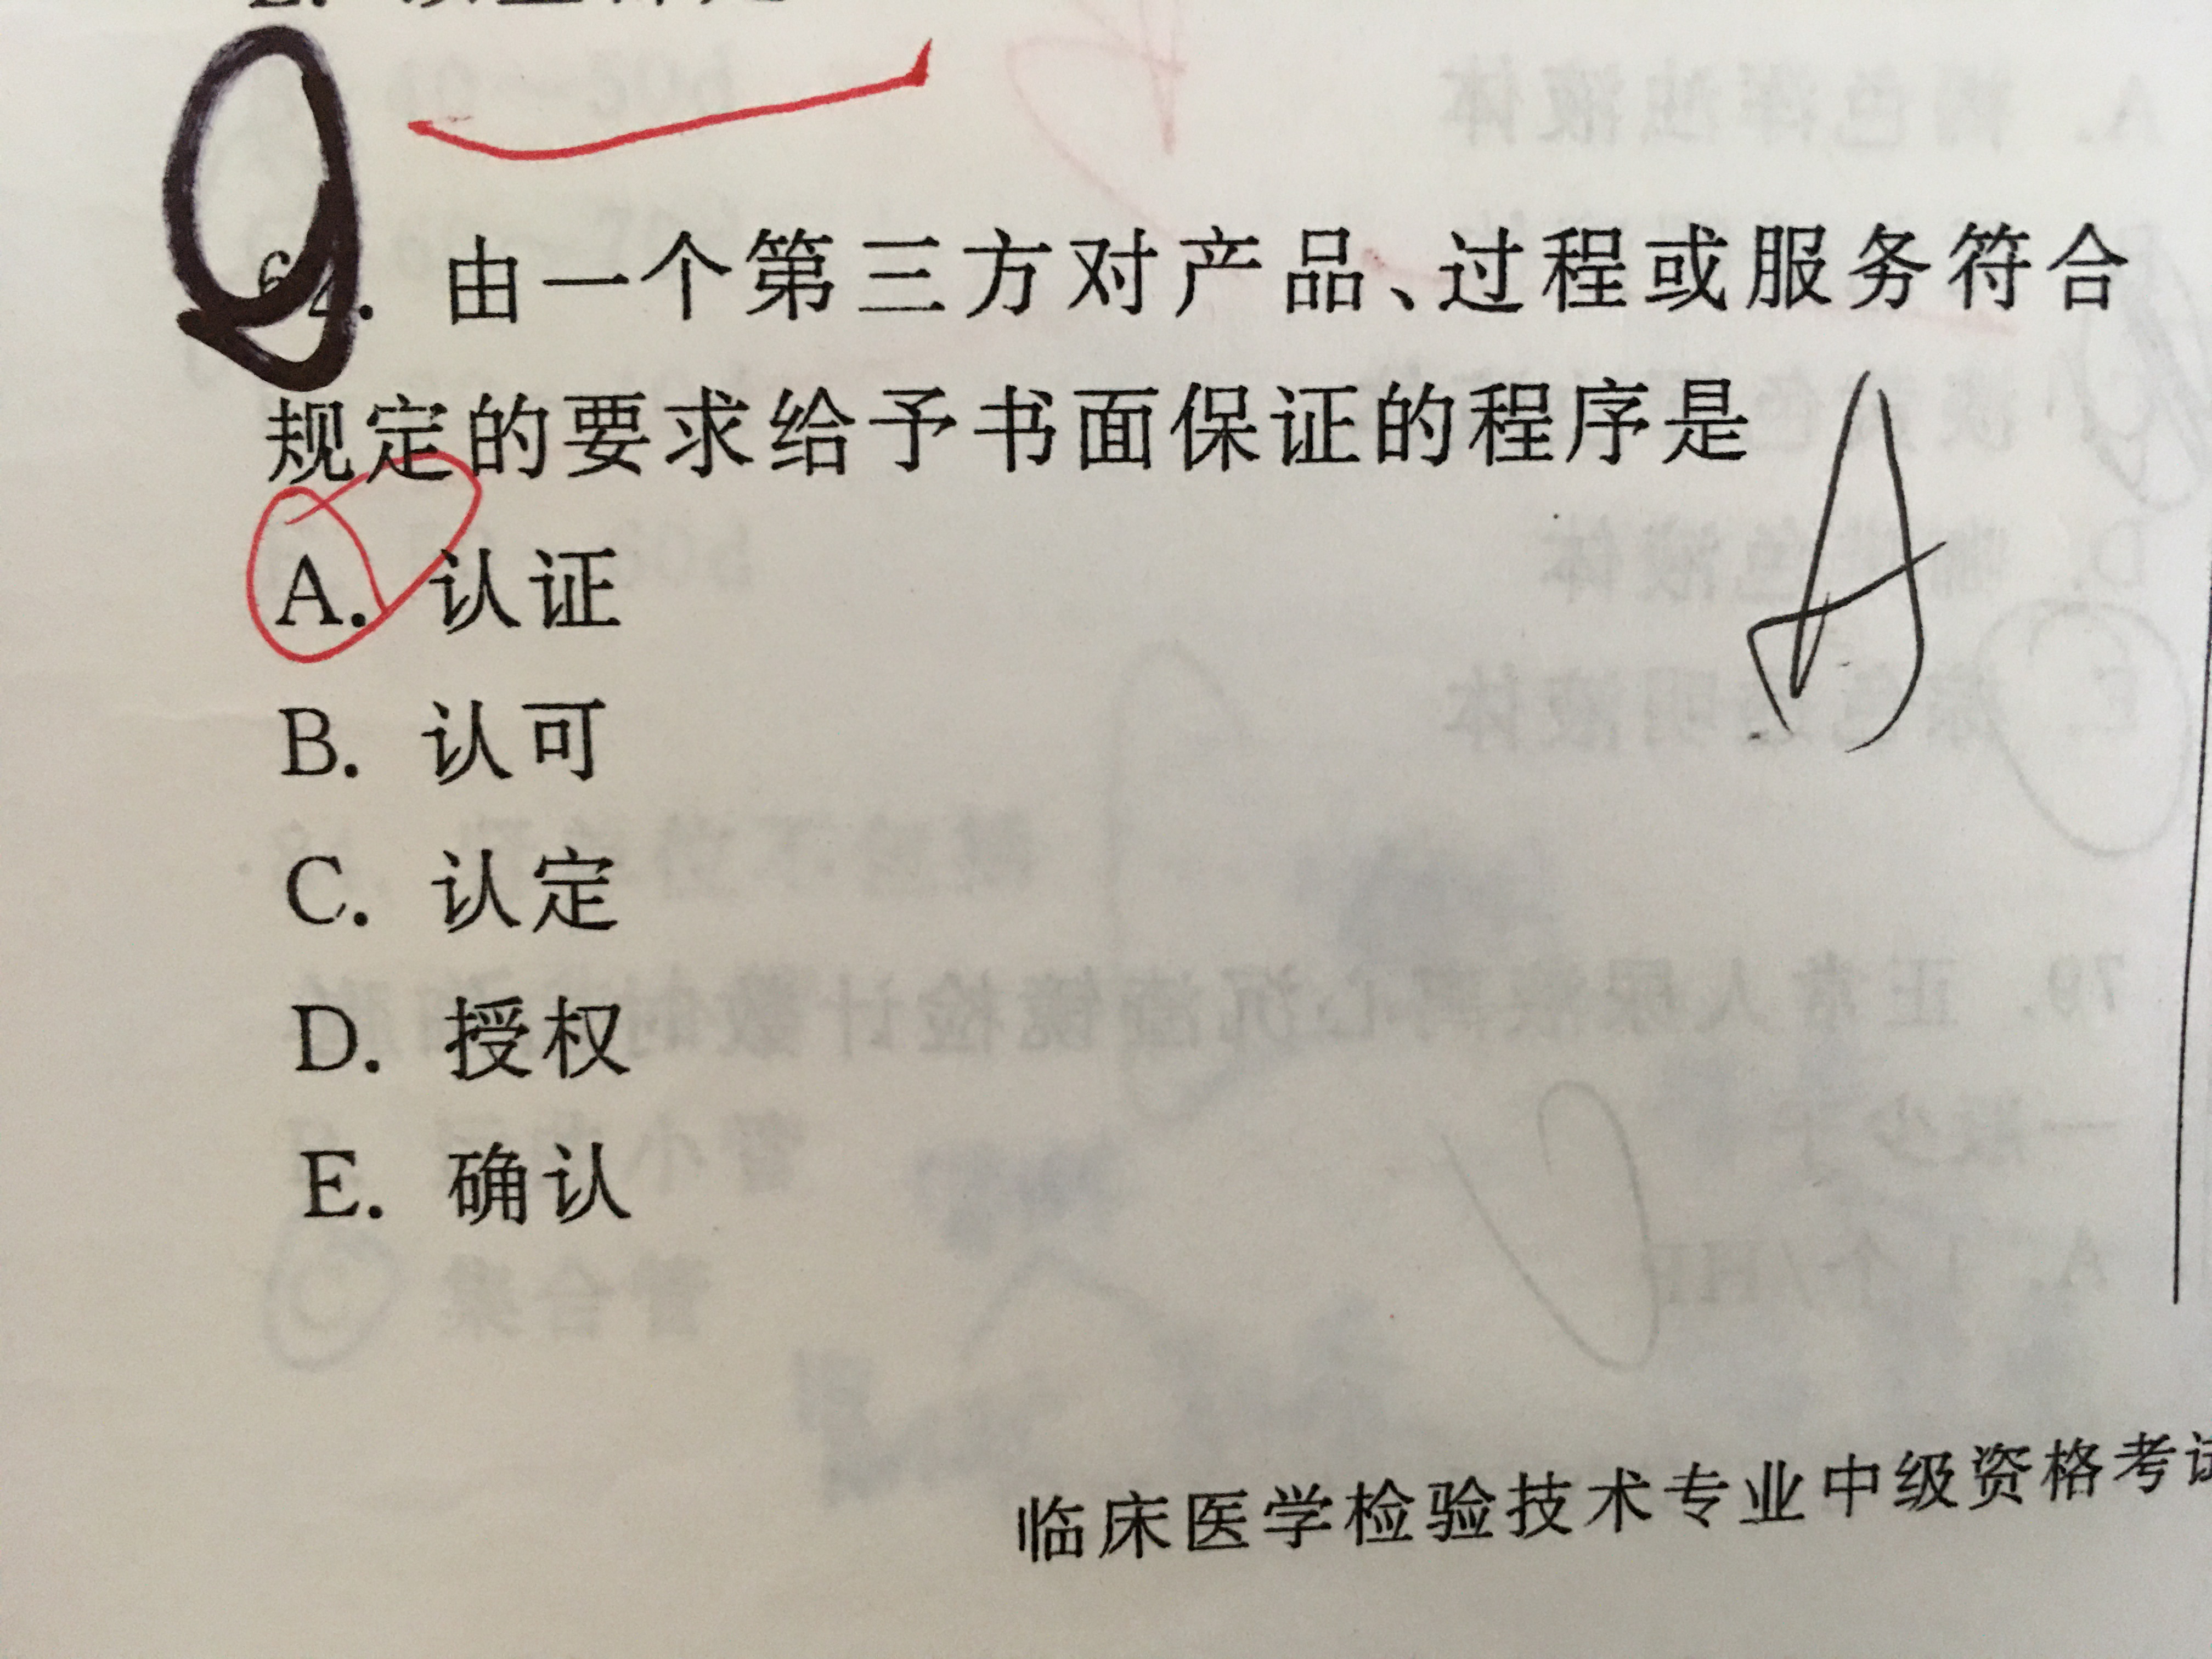 64. 由一个第三方对产品、过程或服务符合
规定的要求给予书面保证的程序是
A. 认证
B. 认可
C. 认定
D. 授权
E. 确认
A
临床医学检验技术专业中级资格考试